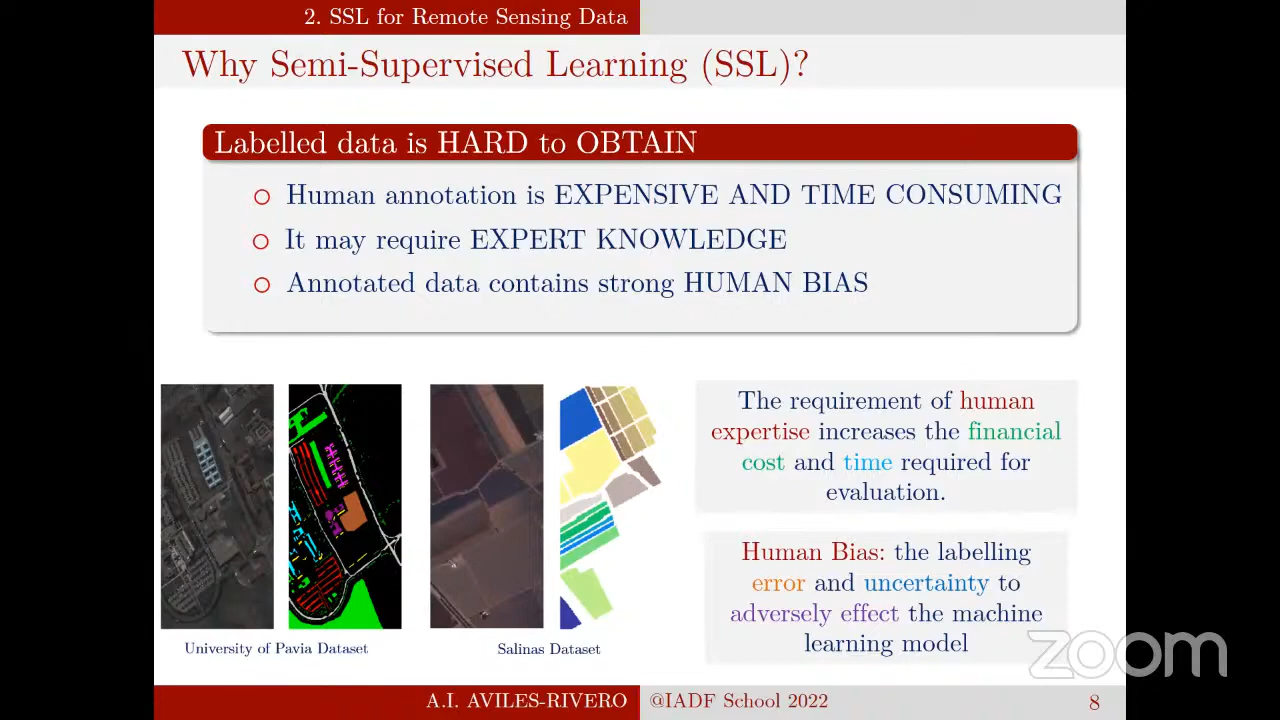 2. SSL for Remote Sensing Data
Why Semi-Supervised Learning (SSL)?
Labelled data is HARD to OBTAIN
Human annotation is EXPENSIVE AND TIME CONSUMING
It may require EXPERT KNOWLEDGE
Annotated data contains strong HUMAN BIAS
The requirement of human
expertise increases the financial
cost and time required for
evaluation.
Human Bias: the labelling
error and uncertainty to
adversely effect the machine
learning model
University of Pavia Dataset
Salinas Dataset
zoom
A.I. AVILES-RIVERO
@IADF School 2022
8